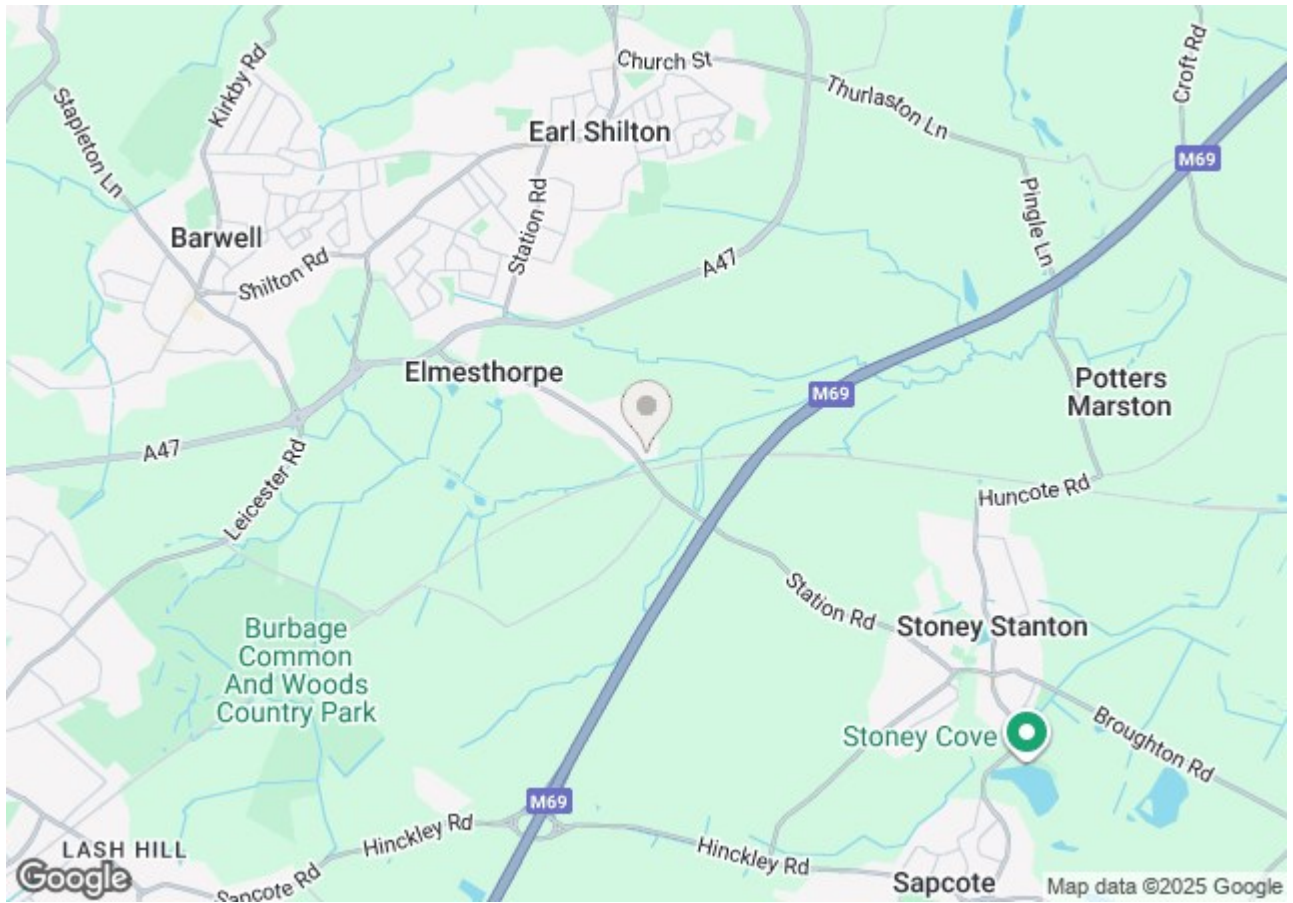 Church St
Croft Rd
Kirkby Rd
Thurlaston Ln
Stapleton Ln
Earl Shilton
M69
Pingle Ln
Station Rd
Barwell
Shilton Rd
A47
Elmesthorpe
Potters
Marston
M69
A47
Leicester Rd
Huncote Rd
Station Rd
Stoney Stanton
Burbage
Common
And Woods
Country Park
Broughton Rd
Stoney Cove
M69
Hinckley Rd
Hinckley Rd
LASH HILL
Sapcote Rd
Sapcote
Google
Map data ©2025 Google